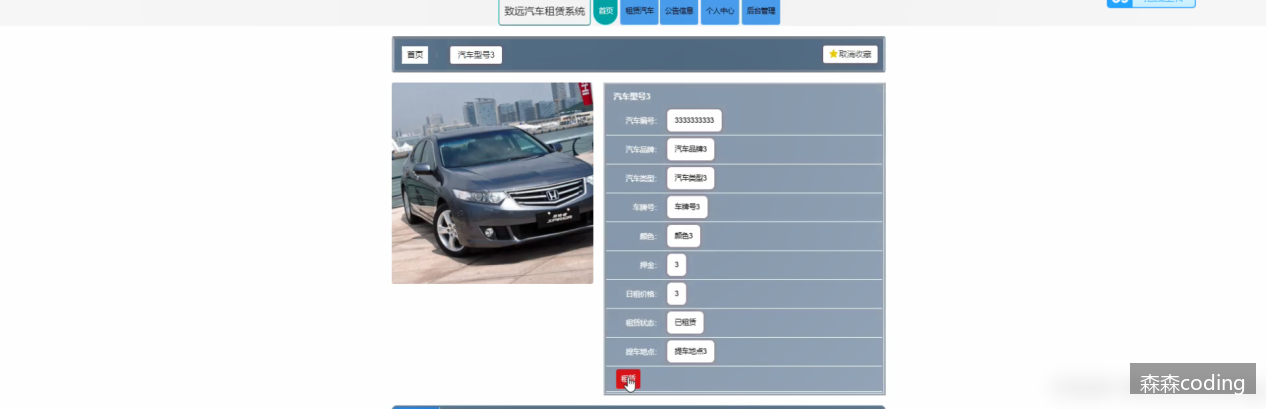 致远汽车租赁系统 首页 租赁汽车 公告信息 个人中心 后台管理
首页 汽车型号3 取消收藏
汽车型号3
汽车编号: 3333333333
汽车品牌: 汽车品牌3
汽车类型: 汽车类型3
车牌号: 车牌号3
颜色: 颜色3
押金: 3
日租价格: 3
租赁状态: 已租赁
提车地点: 提车地点3
租赁
森森coding